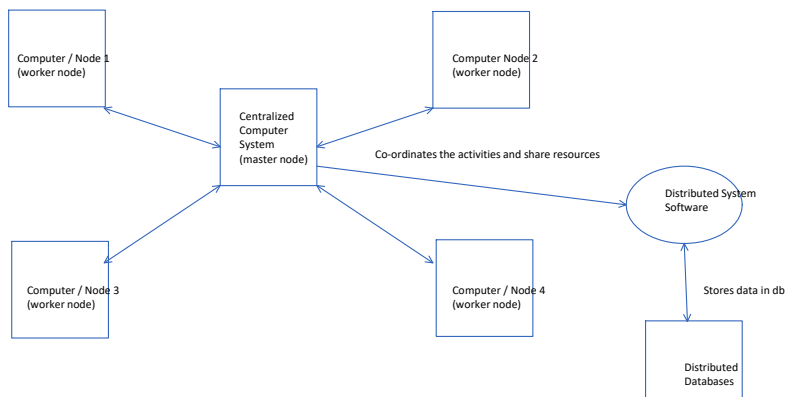 Computer / Node 1
(worker node)
Computer Node 2
(worker node)
Centralized
Computer
System
(master node)
Co-ordinates the activities and share resources
Distributed System
Software
Computer / Node 3
(worker node)
Computer / Node 4
(worker node)
Stores data in db
Distributed
Databases